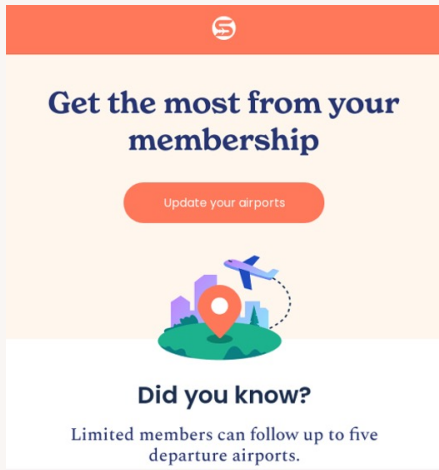 Get the most from your
membership
Update your airports
Did you know?
Limited members can follow up to five
departure airports.